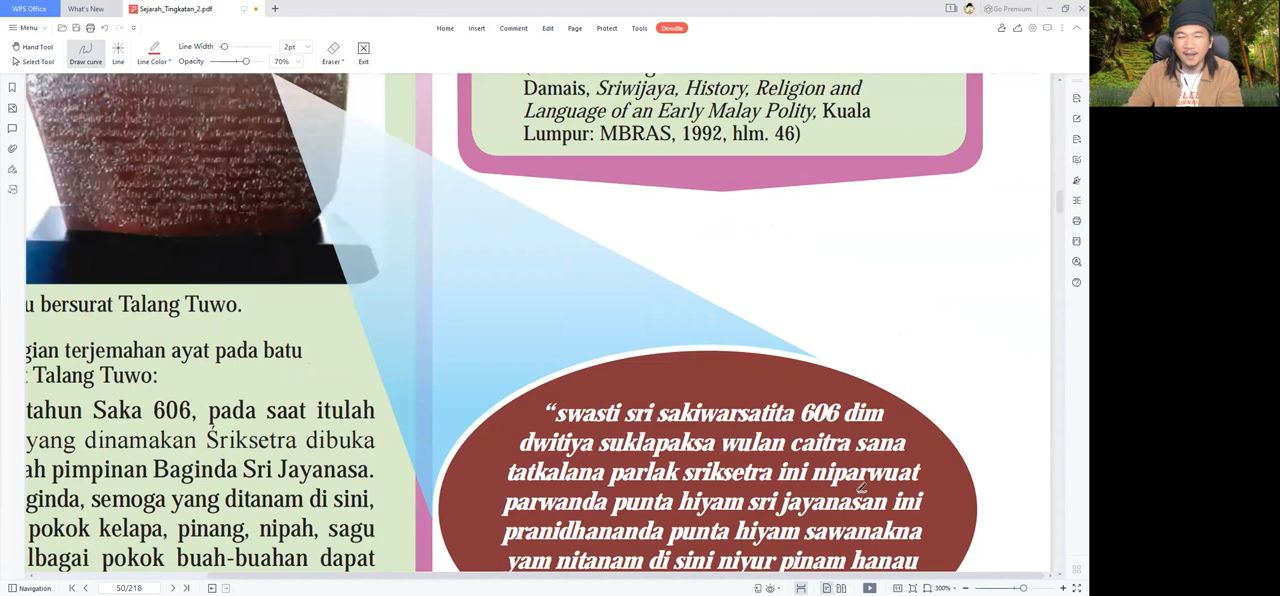 WPS Office
What's New
Sejarah_Tingkatan_2.pdf
Go Premium
Menu
Home
Insert
Comment
Edit
Page
Protect
Tools
Doodle
Hand Tool
Select Tool
Draw curve
Line
Line Color
Line Width
2pt
Opacity
70%
Eraser
Exit
Damais, Sriwijaya, History, Religion and
Language of an Early Malay Polity, Kuala
Lumpur: MBRAS, 1992, hlm. 46)
u bersurat Talang Tuwo.
gian terjemahan ayat pada batu
t Talang Tuwo:
tahun Saka 606, pada saat itulah
yang dinamakan Śriksetra dibuka
ah pimpinan Baginda Sri Jayanasa.
ginda, semoga yang ditanam di sini,
pokok kelapa, pinang, nipah, sagu
lbagai pokok buah-buahan dapat
“swasti sri sakiwarsatita 606 dim
dwitiya suklapaksa wulan caitra sana
tatkalana parlak sriksetra ini niparwuat
parwanda punta hiyam sri jayanasan ini
pranidhananda punta hiyam sawanakna
yam nitanam di sini niyur pinam hanau
Navigation
50/218
300%